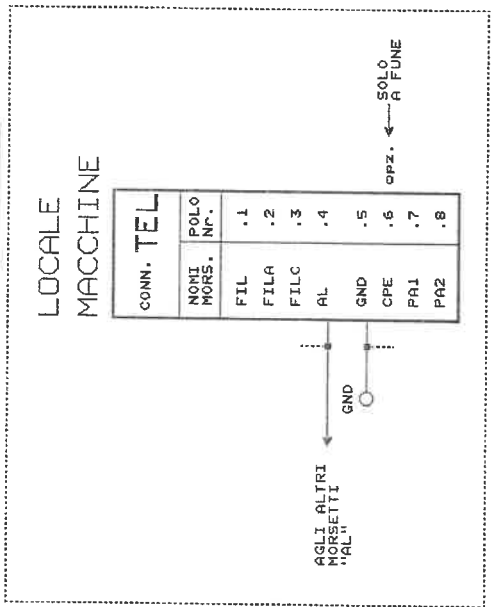 LOCALE
MACCHINE
CONN. TEL
NOMI MORS. POLO Nr.
FIL .1
FILA .2
FILC .3
AL .4
GND .5
CPE .6
PA1 .7
PA2 .8
OPZ.
SOLO
A FUNE
GND
AGLI ALTRI
MORSETTI
"AL"